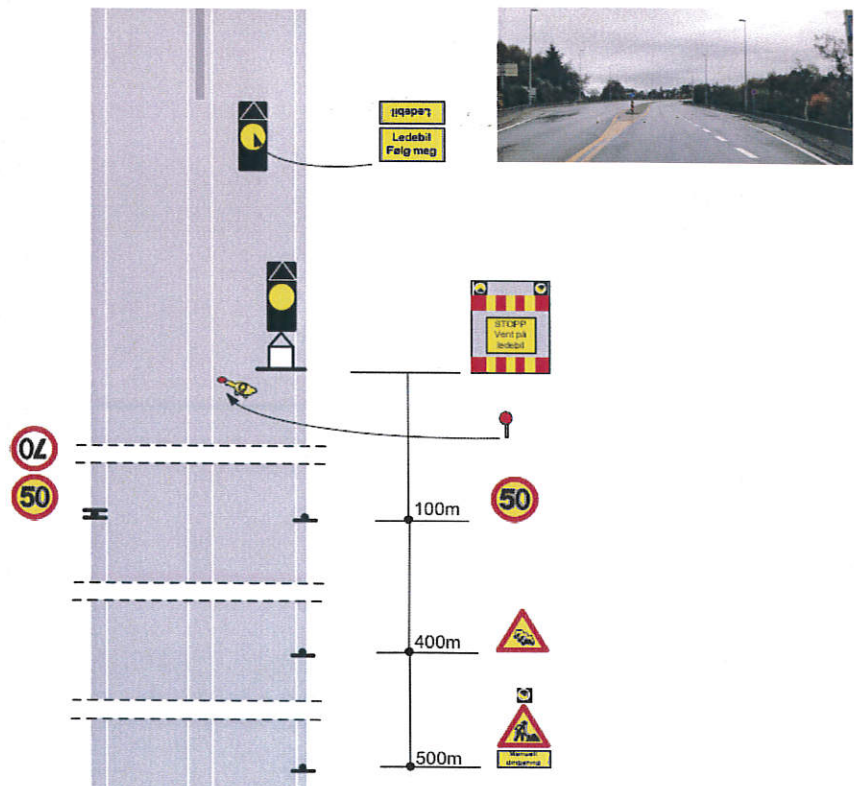 Ledebil
Ledebil
Følg meg
STOPP
Vent på
ledebil
70
50
100m
50
400m
500m
Manuell
dirigering